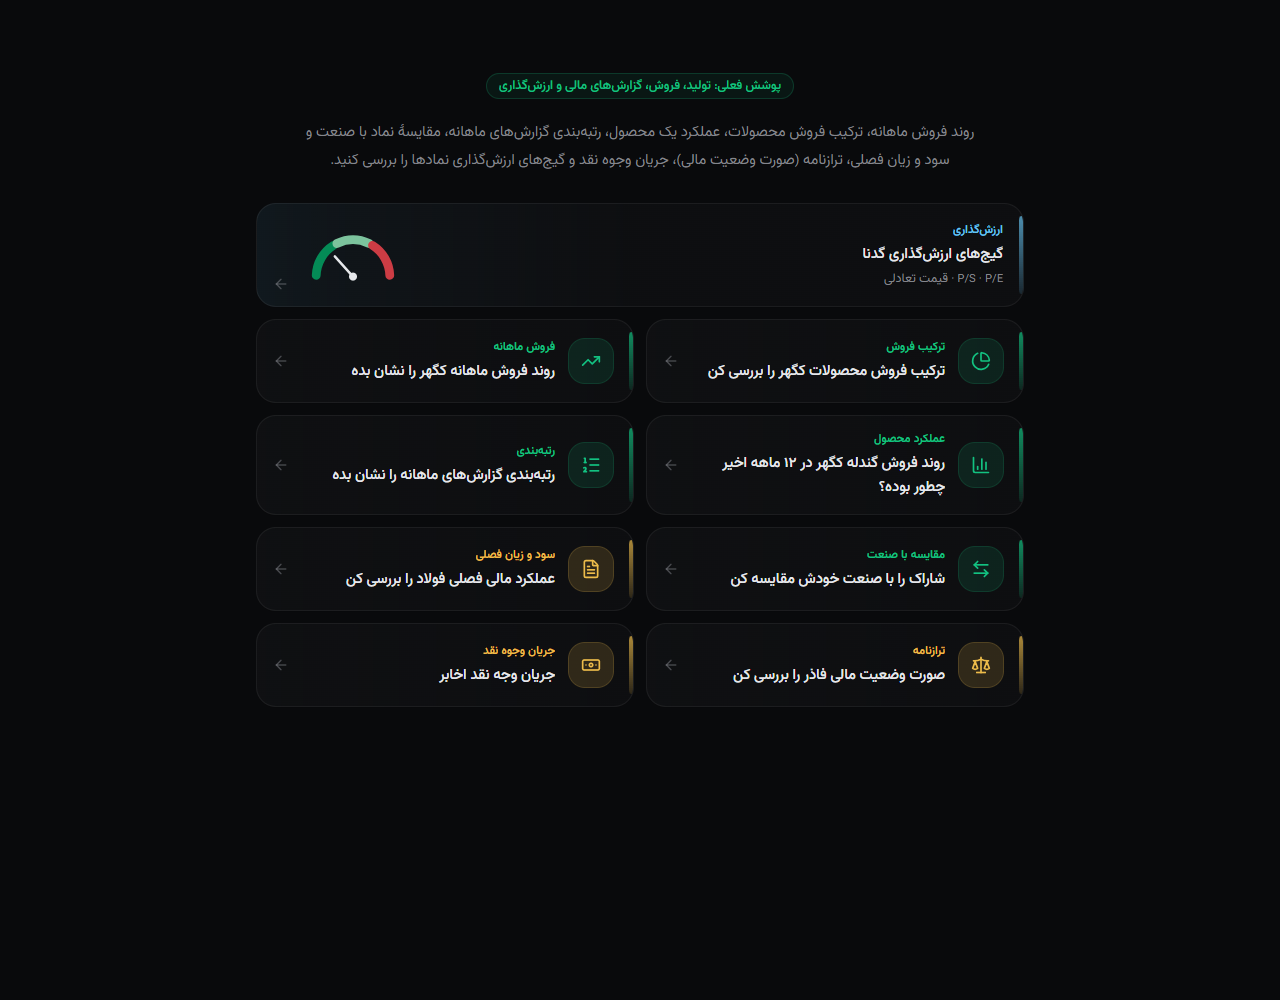 پوشش فعلی: تولید، فروش، گزارش‌های مالی و ارزش‌گذاری
روند فروش ماهانه، ترکیب فروش محصولات، عملکرد یک محصول، رتبه‌بندی گزارش‌های ماهانه، مقایسهٔ نماد با صنعت و
سود و زیان فصلی، ترازنامه (صورت وضعیت مالی)، جریان وجوه نقد و گیج‌های ارزش‌گذاری نمادها را بررسی کنید.
ارزش‌گذاری
گیج‌های ارزش‌گذاری گدنا
P/E · P/S · قیمت تعادلی
ترکیب فروش
ترکیب فروش محصولات کگهر را بررسی کن
فروش ماهانه
روند فروش ماهانه کگهر را نشان بده
عملکرد محصول
روند فروش گندله کگهر در ۱۲ ماهه اخیر
چطور بوده؟
رتبه‌بندی
رتبه‌بندی گزارش‌های ماهانه را نشان بده
مقایسه با صنعت
شاراک را با صنعت خودش مقایسه کن
سود و زیان فصلی
عملکرد مالی فصلی فولاد را بررسی کن
ترازنامه
صورت وضعیت مالی فاذر را بررسی کن
جریان وجوه نقد
جریان وجه نقد اخابر